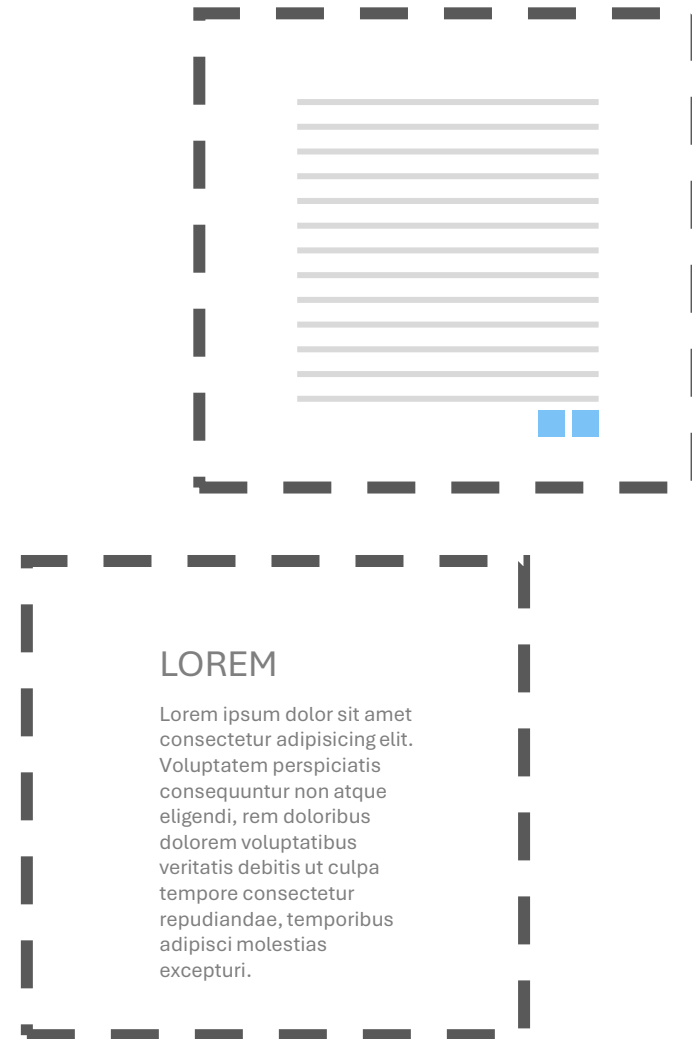 LOREM
Lorem ipsum dolor sit amet
consectetur adipisicing elit.
Voluptatem perspiciatis
consequuntur non atque
eligendi, rem doloribus
dolorem voluptatibus
veritatis debitis ut culpa
tempore consectetur
repudiandae, temporibus
adipisci molestias
excepturi.